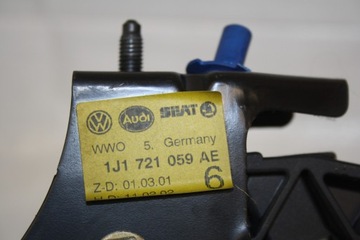 Audi SEAT
WWO 5. Germany
1J1 721 059 AE
Z-D: 01.03.01
6